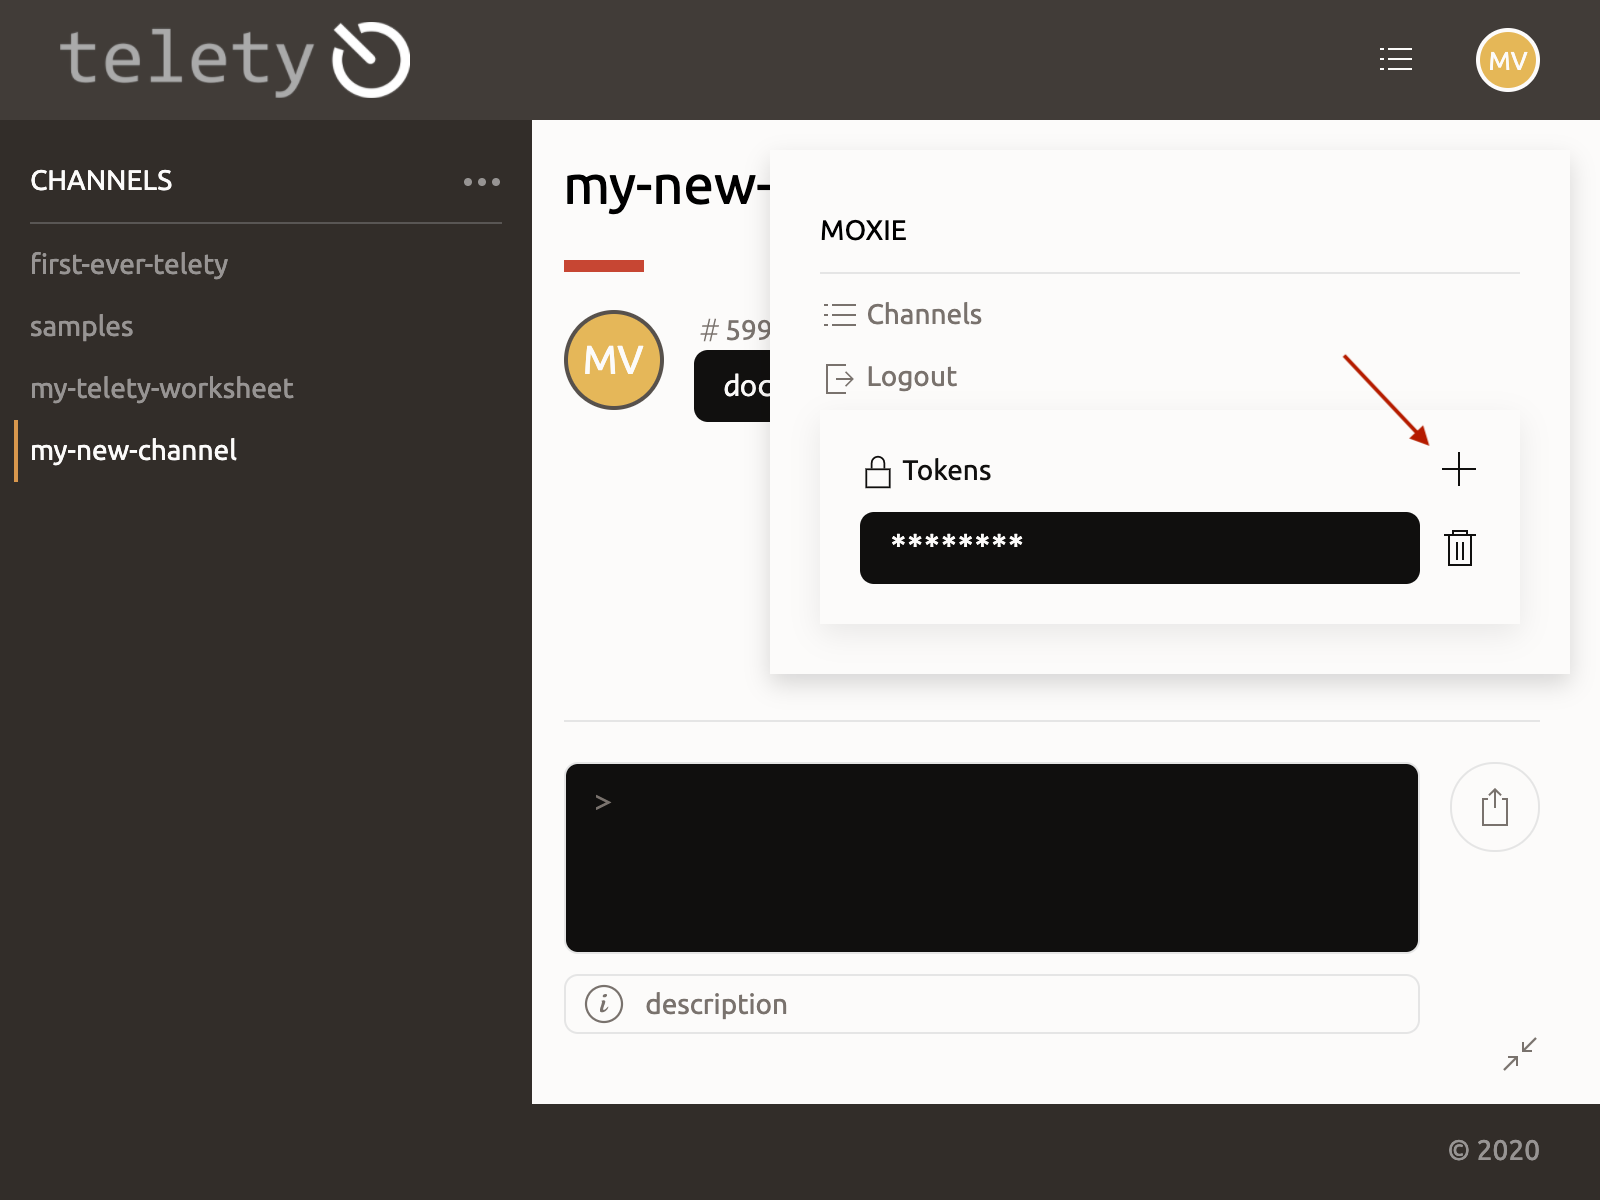 telety
MV
CHANNELS
first-ever-telety
samples
my-telety-worksheet
my-new-channel
my-new-
MV
# 599
doc
MOXIE
Channels
Logout
Tokens
********
>
i description
© 2020